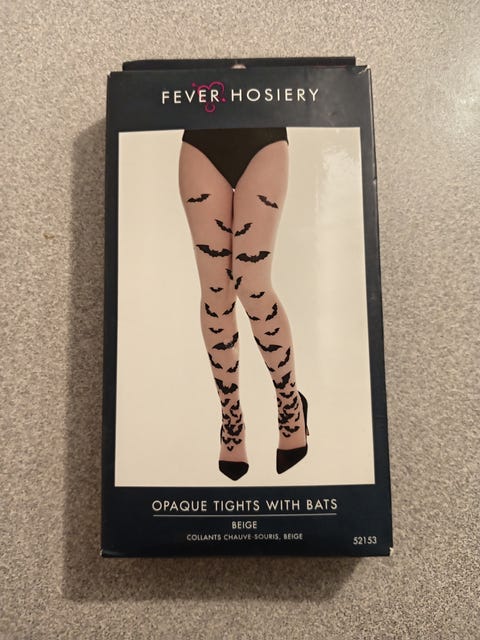 FEVER HOSIERY
OPAQUE TIGHTS WITH BATS
BEIGE
COLLANTS CHAUVE-SOURIS, BEIGE
52153